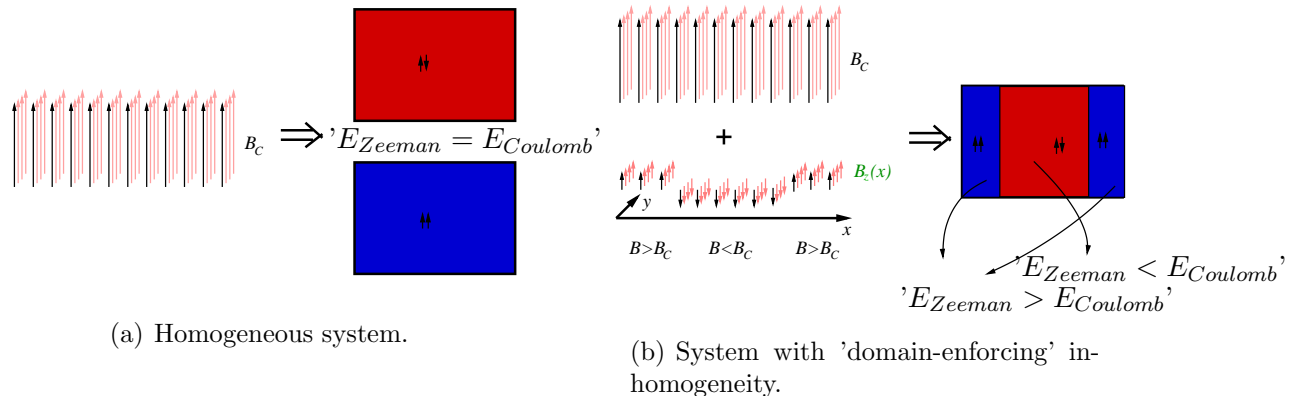 B_C
⇒ 'E_{Zeeman} = E_{Coulomb}'
(a) Homogeneous system.
B_C
+
⇒
B_z(x)
y
x
B>B_C B<B_C B>B_C
'E_{Zeeman} < E_{Coulomb}'
'E_{Zeeman} > E_{Coulomb}'
(b) System with 'domain-enforcing' in-
homogeneity.